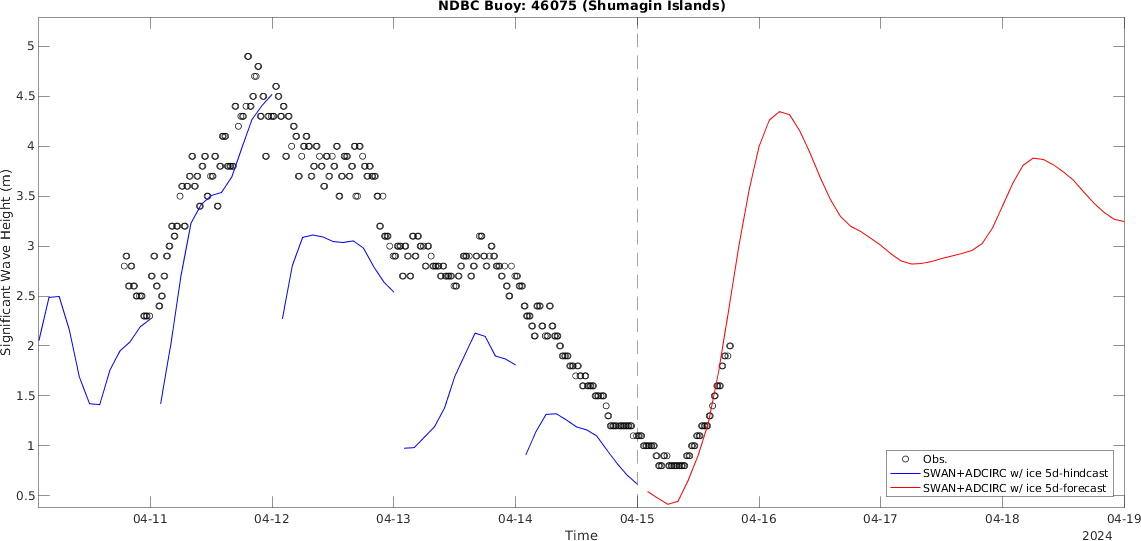 NDBC Buoy: 46075 (Shumagin Islands)
Significant Wave Height (m)
5
4.5
4
3.5
3
2.5
2
1.5
1
0.5
Obs.
SWAN+ADCIRC w/ ice 5d-hindcast
SWAN+ADCIRC w/ ice 5d-forecast
04-11 04-12 04-13 04-14 04-15 04-16 04-17 04-18 04-19
Time
2024